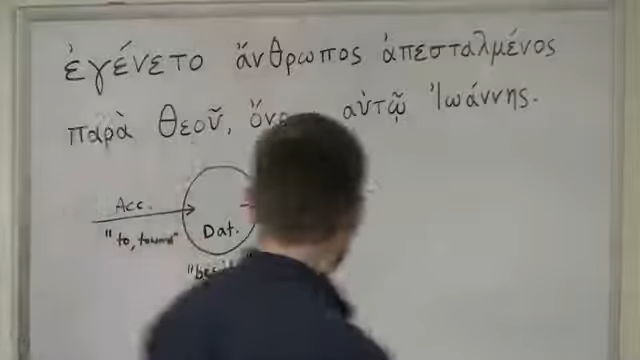 ἐγένετο ἄνθρωπος ἀπεσταλμένος
παρὰ θεοῦ, αὐτῷ Ἰωάννης.
Acc.
"to, toward"
Dat.